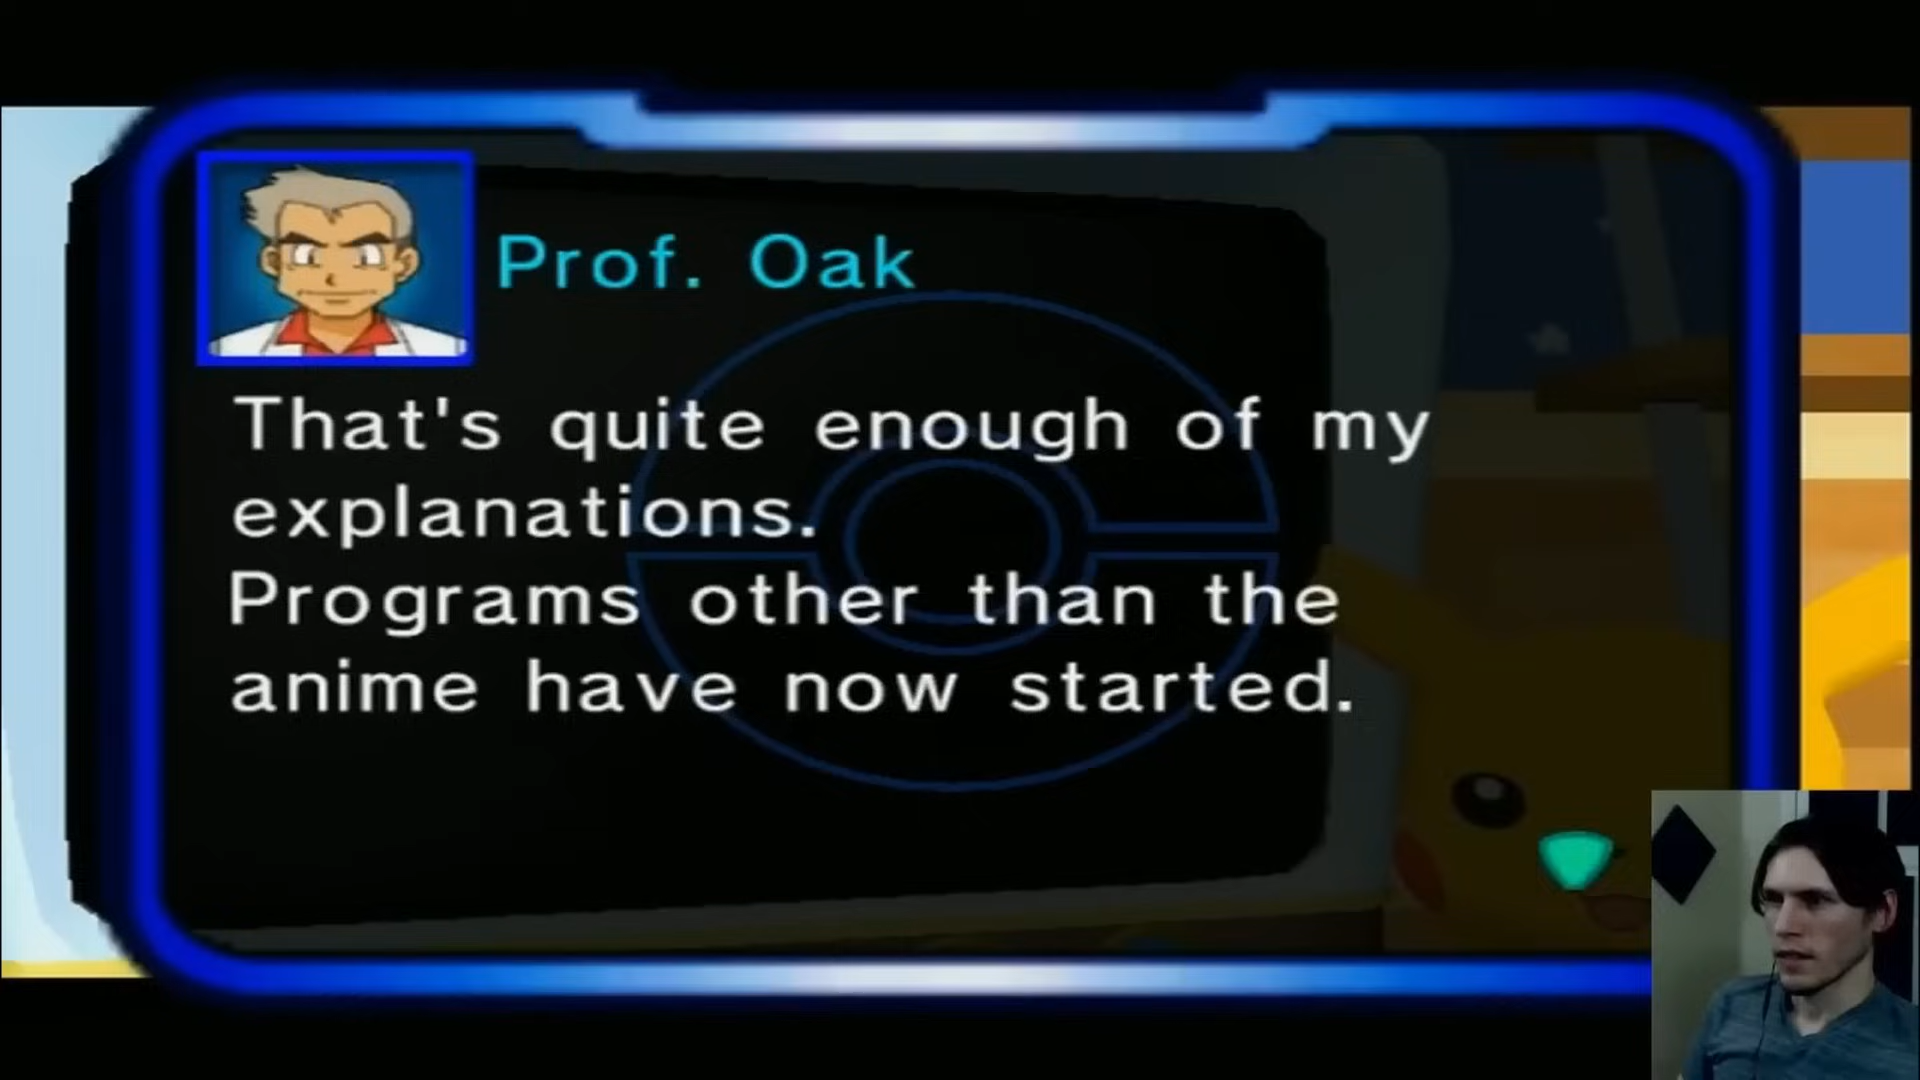 Prof. Oak
That's quite enough of my
explanations.
Programs other than the
anime have now started.